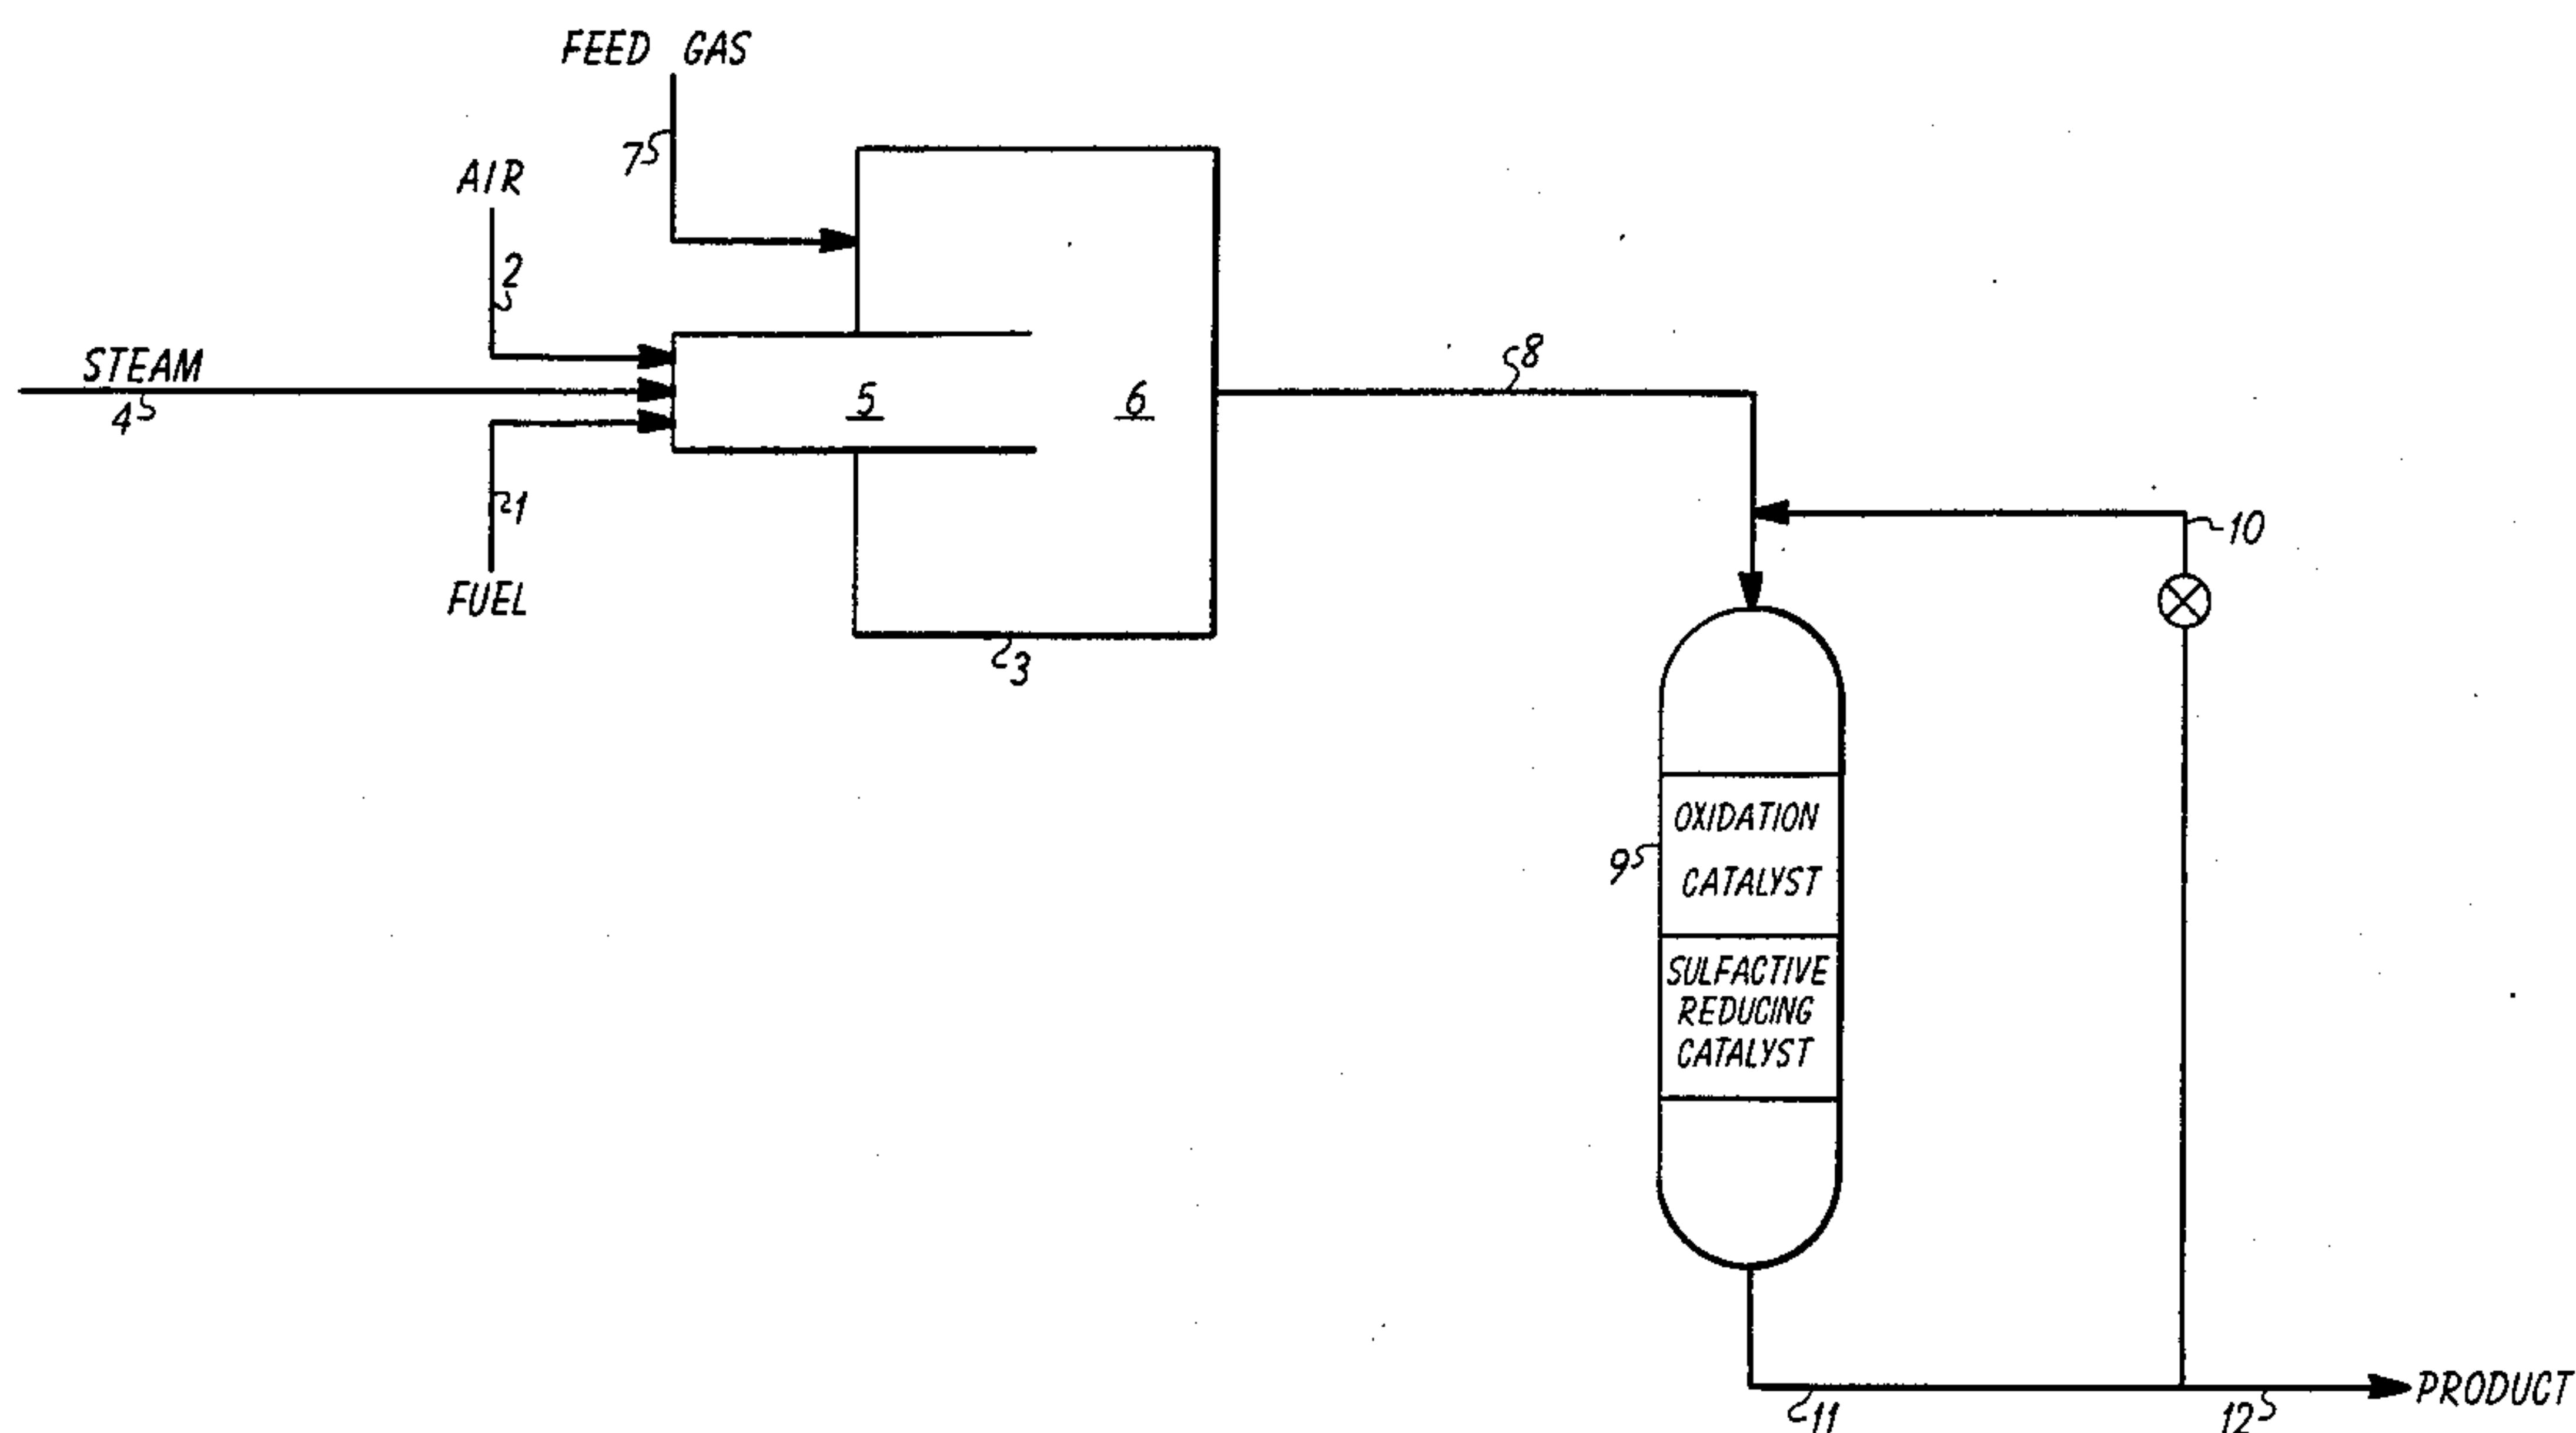 FEED GAS
7
AIR
2
STEAM
4
5
6
8
1
FUEL
3
10
OXIDATION
CATALYST
9
SULFACTIVE
REDUCING
CATALYST
PRODUCT
11
12